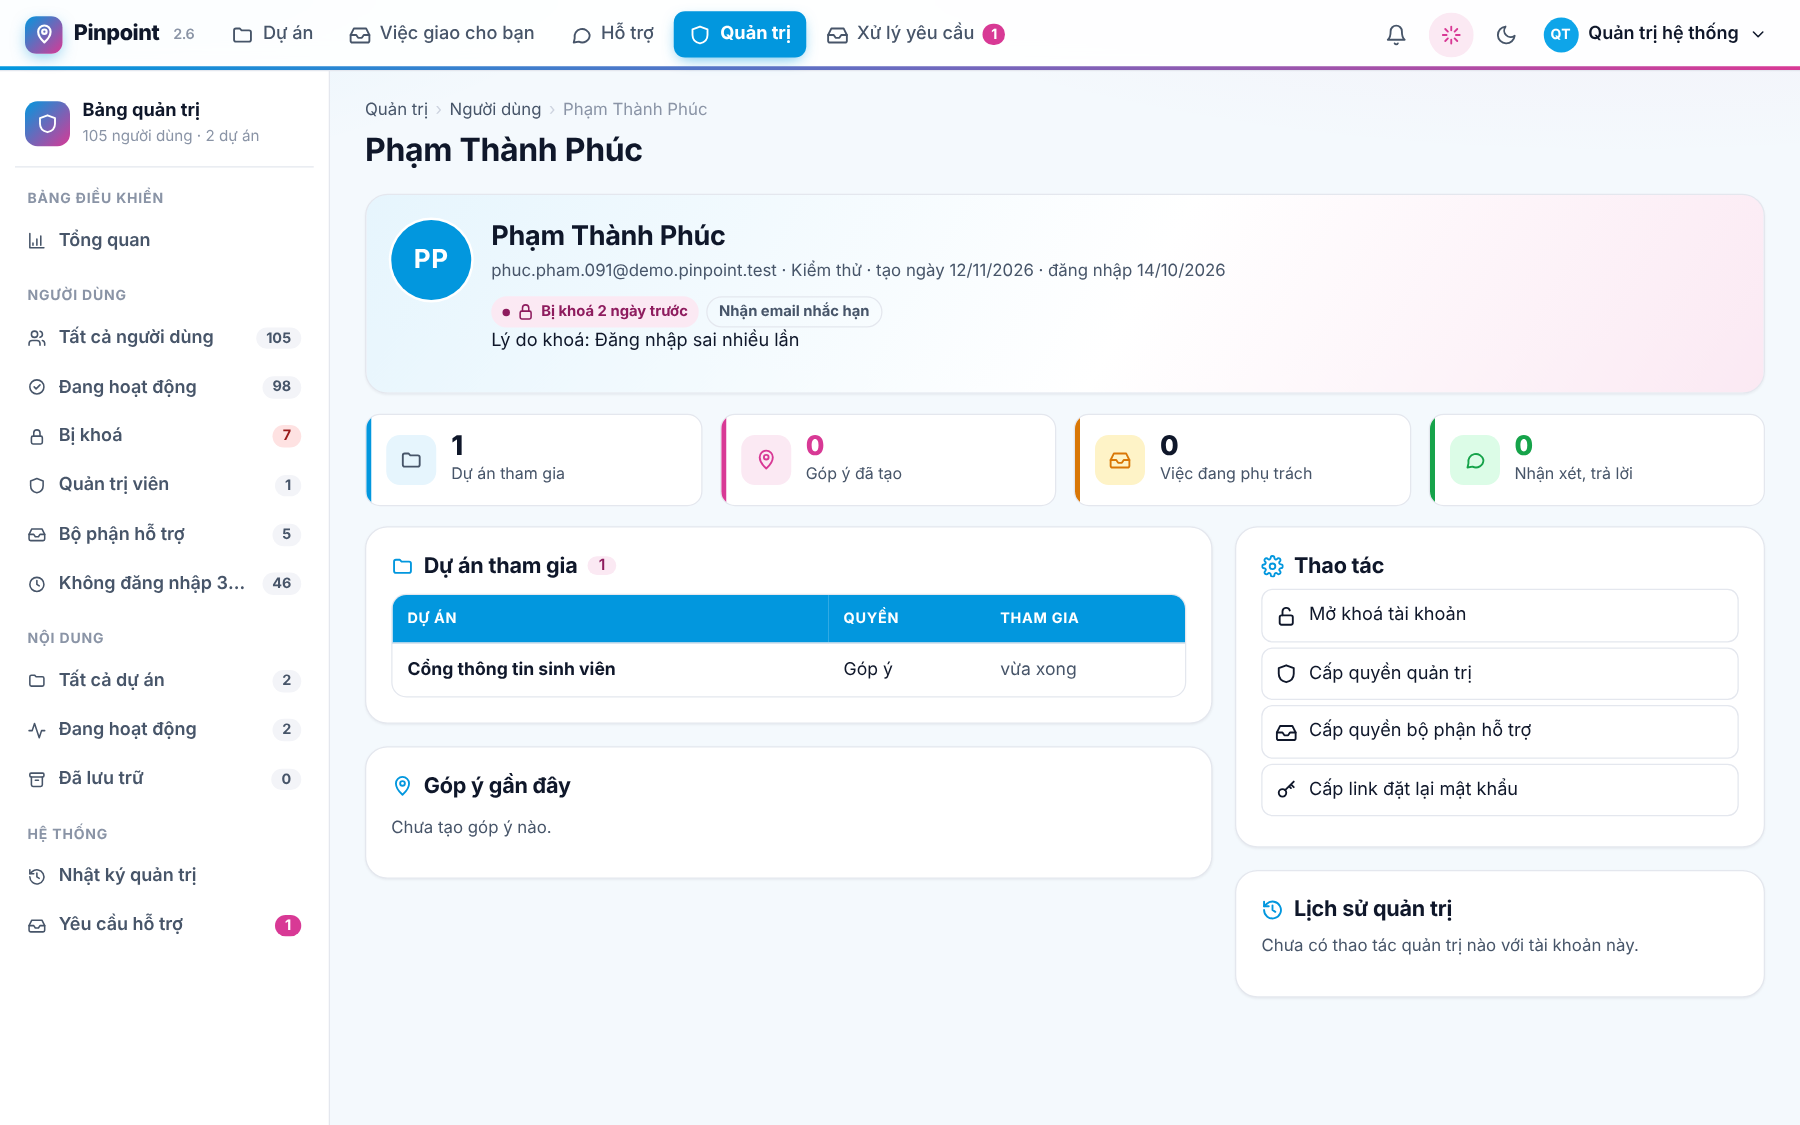 Pinpoint 2.6 Dự án Việc giao cho bạn Hỗ trợ Quản trị Xử lý yêu cầu 1 QT Quản trị hệ thống
Bảng quản trị
105 người dùng · 2 dự án
BẢNG ĐIỀU KHIỂN
Tổng quan
NGƯỜI DÙNG
Tất cả người dùng 105
Đang hoạt động 98
Bị khoá 7
Quản trị viên 1
Bộ phận hỗ trợ 5
Không đăng nhập 3... 46
NỘI DUNG
Tất cả dự án 2
Đang hoạt động 2
Đã lưu trữ 0
HỆ THỐNG
Nhật ký quản trị
Yêu cầu hỗ trợ 1
Quản trị › Người dùng › Phạm Thành Phúc
Phạm Thành Phúc
PP
Phạm Thành Phúc
phuc.pham.091@demo.pinpoint.test · Kiểm thử · tạo ngày 12/11/2026 · đăng nhập 14/10/2026
Bị khoá 2 ngày trước Nhận email nhắc hạn
Lý do khoá: Đăng nhập sai nhiều lần
1
Dự án tham gia
0
Góp ý đã tạo
0
Việc đang phụ trách
0
Nhận xét, trả lời
Dự án tham gia 1
DỰ ÁN QUYỀN THAM GIA
Cổng thông tin sinh viên Góp ý vừa xong
Góp ý gần đây
Chưa tạo góp ý nào.
Thao tác
Mở khoá tài khoản
Cấp quyền quản trị
Cấp quyền bộ phận hỗ trợ
Cấp link đặt lại mật khẩu
Lịch sử quản trị
Chưa có thao tác quản trị nào với tài khoản này.